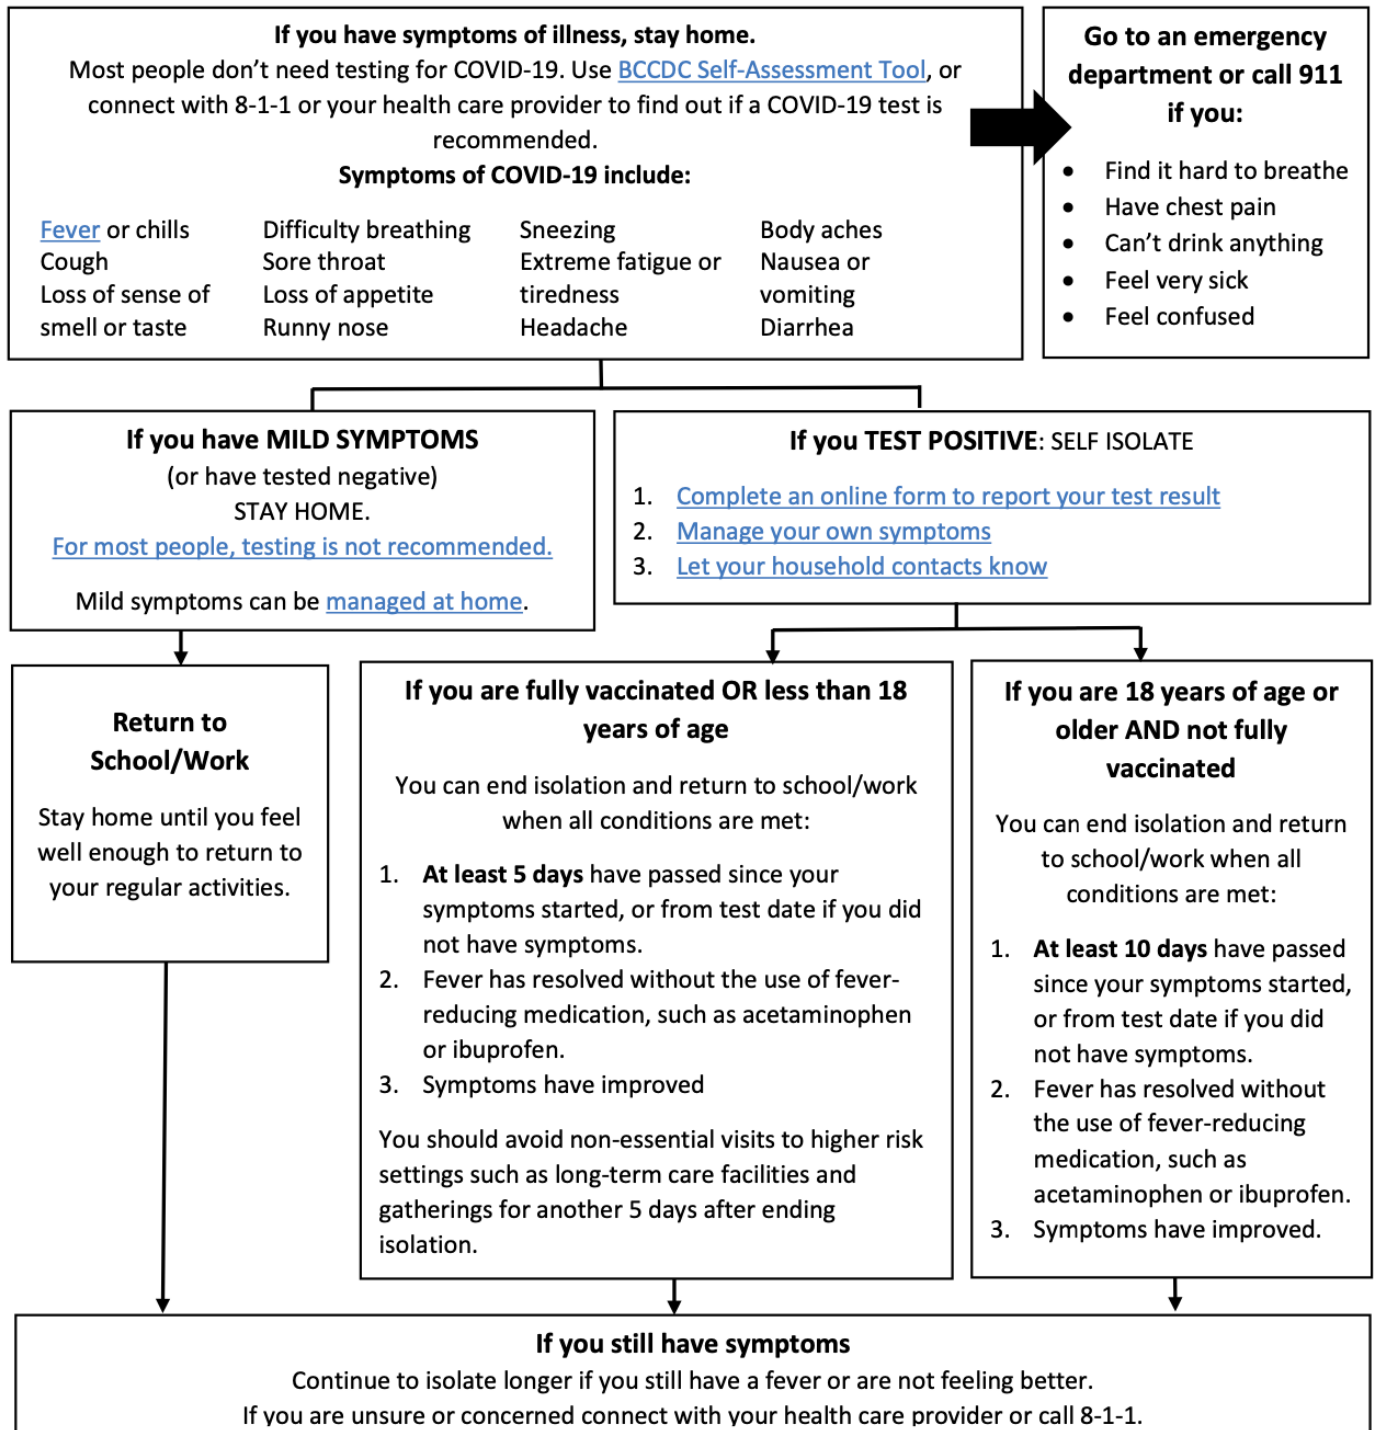 If you have symptoms of illness, stay home.
Most people don't need testing for COVID-19. Use BCCDC Self-Assessment Tool, or
connect with 8-1-1 or your health care provider to find out if a COVID-19 test is
recommended.
Symptoms of COVID-19 include:
Fever or chills
Cough
Loss of sense of
smell or taste
Difficulty breathing
Sore throat
Loss of appetite
Runny nose
Sneezing
Extreme fatigue or
tiredness
Headache
Body aches
Nausea or
vomiting
Diarrhea
Go to an emergency
department or call 911
if you:
• Find it hard to breathe
• Have chest pain
• Can't drink anything
• Feel very sick
• Feel confused
If you have MILD SYMPTOMS
(or have tested negative)
STAY HOME.
For most people, testing is not recommended.
Mild symptoms can be managed at home.
If you TEST POSITIVE: SELF ISOLATE
1. Complete an online form to report your test result
2. Manage your own symptoms
3. Let your household contacts know
Return to
School/Work
Stay home until you feel
well enough to return to
your regular activities.
If you are fully vaccinated OR less than 18
years of age
You can end isolation and return to school/work
when all conditions are met:
1. At least 5 days have passed since your
symptoms started, or from test date if you did
not have symptoms.
2. Fever has resolved without the use of fever-
reducing medication, such as acetaminophen
or ibuprofen.
3. Symptoms have improved
You should avoid non-essential visits to higher risk
settings such as long-term care facilities and
gatherings for another 5 days after ending
isolation.
If you are 18 years of age or
older AND not fully
vaccinated
You can end isolation and return
to school/work when all
conditions are met:
1. At least 10 days have passed
since your symptoms started,
or from test date if you did
not have symptoms.
2. Fever has resolved without
the use of fever-reducing
medication, such as
acetaminophen or ibuprofen.
3. Symptoms have improved.
If you still have symptoms
Continue to isolate longer if you still have a fever or are not feeling better.
If you are unsure or concerned connect with your health care provider or call 8-1-1.